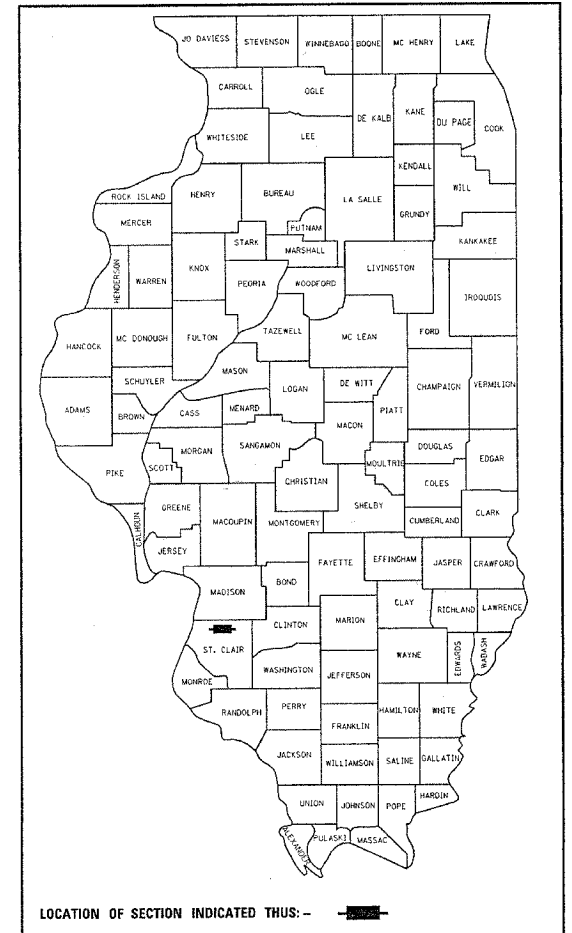 JO DAVIESS STEVENSON WINNEBAGO BOONE MC HENRY LAKE
CARROLL OGLE DE KALB KANE DU PAGE COOK
WHITESIDE LEE KENDALL WILL
ROCK ISLAND HENRY BUREAU LA SALLE GRUNDY
MERCER PUTNAM KANKAKEE
HENDERSON WARREN KNOX STARK MARSHALL LIVINGSTON
PEORIA WOODFORD IROQUOIS
HANCOCK MC DONOUGH FULTON TAZEWELL MC LEAN FORD
SCHUYLER MASON LOGAN DE WITT CHAMPAIGN VERMILION
ADAMS BROWN CASS MENARD MACON PIATT
PIKE SCOTT MORGAN SANGAMON MOULTRIE DOUGLAS EDGAR
CHRISTIAN COLES
CALHOUN GREENE MACOUPIN MONTGOMERY SHELBY CUMBERLAND CLARK
JERSEY FAYETTE EFFINGHAM JASPER CRAWFORD
MADISON BOND CLAY RICHLAND LAWRENCE
CLINTON MARION
ST. CLAIR WAYNE EDWARDS WABASH
MONROE WASHINGTON JEFFERSON
RANDOLPH PERRY HAMILTON WHITE
FRANKLIN
JACKSON WILLIAMSON SALINE GALLATIN
UNION JOHNSON POPE HARDIN
ALEXANDER PULASKI MASSAC
LOCATION OF SECTION INDICATED THUS: -